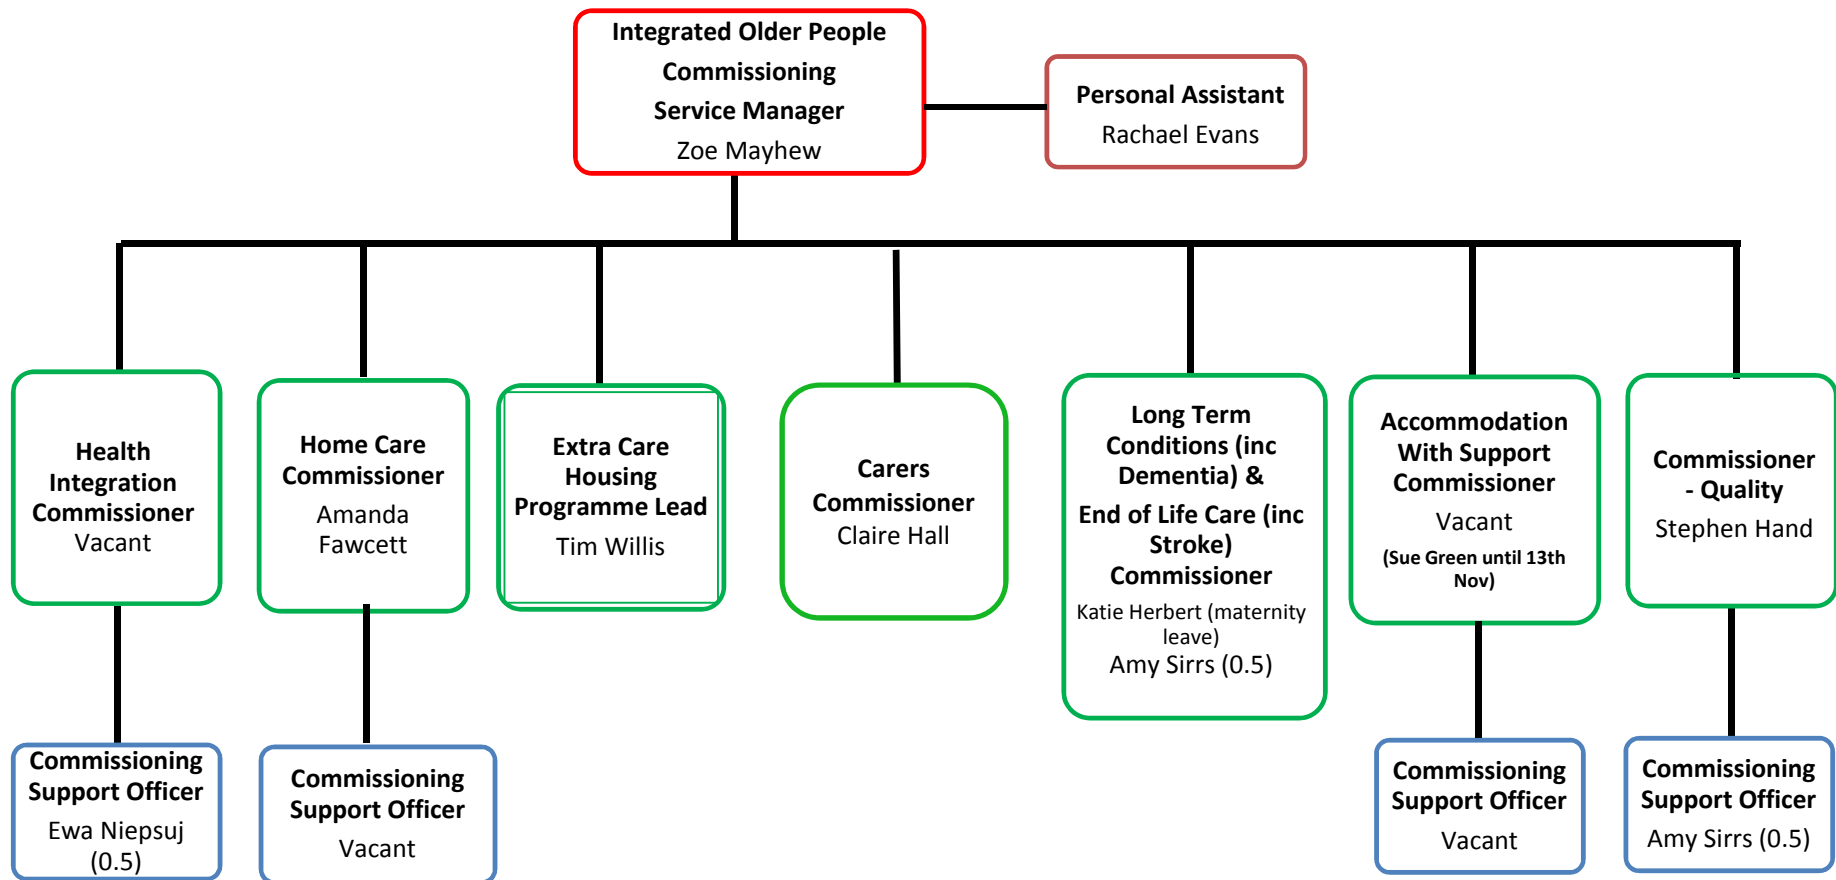 Integrated Older People
Commissioning
Service Manager
Zoe Mayhew
Personal Assistant
Rachael Evans
Health
Integration
Commissioner
Vacant
Home Care
Commissioner
Amanda
Fawcett
Extra Care
Housing
Programme Lead
Tim Willis
Carers
Commissioner
Claire Hall
Long Term
Conditions (inc
Dementia) &
End of Life Care (inc
Stroke)
Commissioner
Katie Herbert (maternity
leave)
Amy Sirrs (0.5)
Accommodation
With Support
Commissioner
Vacant
(Sue Green until 13th
Nov)
Commissioner
- Quality
Stephen Hand
Commissioning
Support Officer
Ewa Niepsuj
(0.5)
Commissioning
Support Officer
Vacant
Commissioning
Support Officer
Vacant
Commissioning
Support Officer
Amy Sirrs (0.5)